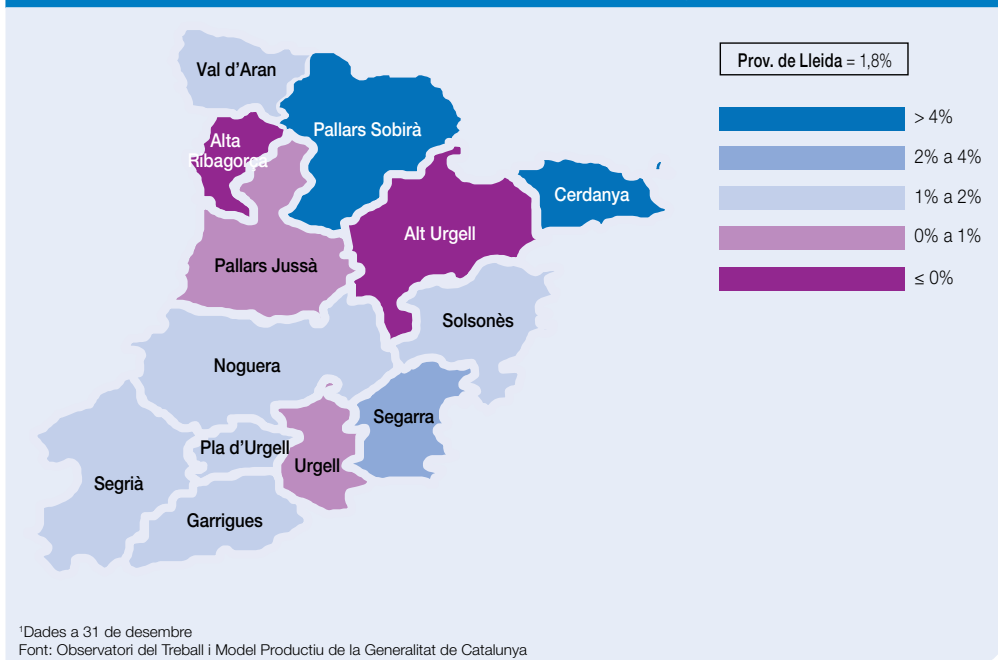 Prov. de Lleida = 1,8%
> 4%
2% a 4%
1% a 2%
0% a 1%
≤ 0%
Val d'Aran
Pallars Sobirà
Alta
Ribagorça
Cerdanya
Alt Urgell
Pallars Jussà
Solsonès
Noguera
Segarra
Pla d'Urgell
Urgell
Segrià
Garrigues
¹Dades a 31 de desembre
Font: Observatori del Treball i Model Productiu de la Generalitat de Catalunya